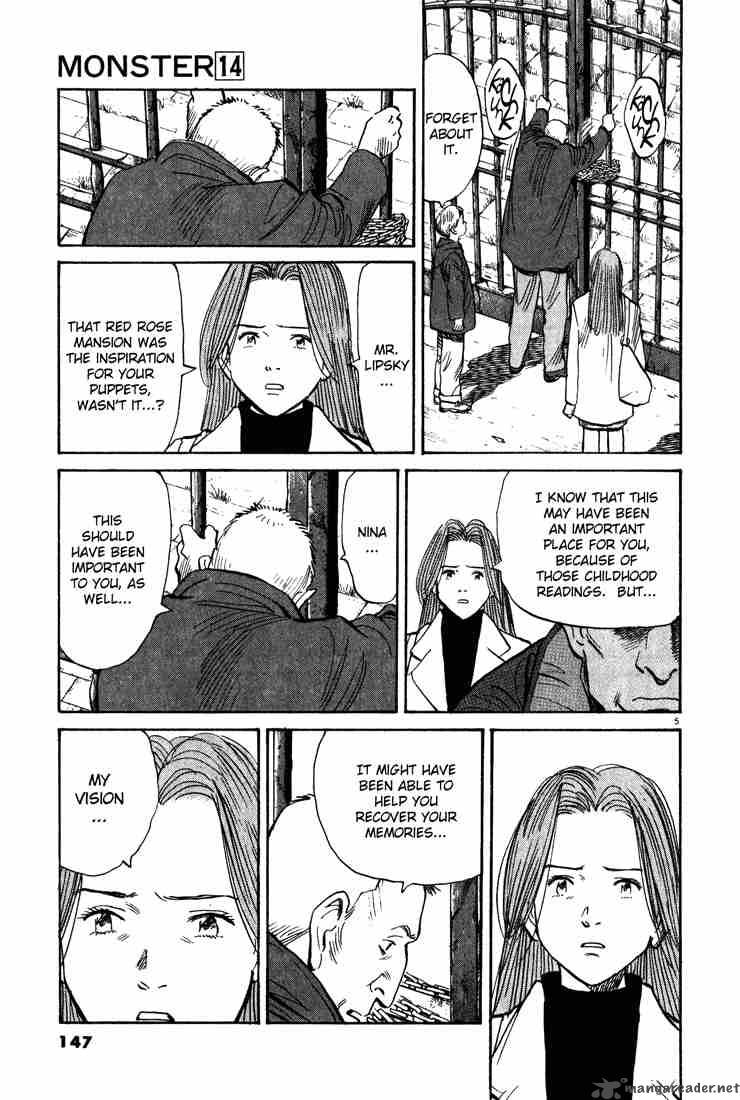 MONSTER 14
FORGET
ABOUT
IT.
MR.
LIPSKY
...
THAT RED ROSE
MANSION WAS
THE INSPIRATION
FOR YOUR
PUPPETS,
WASN'T IT...?
I KNOW THAT THIS
MAY HAVE BEEN
AN IMPORTANT
PLACE FOR YOU,
BECAUSE OF
THOSE CHILDHOOD
READINGS. BUT...
NINA
...
THIS
SHOULD
HAVE BEEN
IMPORTANT
TO YOU, AS
WELL...
5
IT MIGHT HAVE
BEEN ABLE TO
HELP YOU
RECOVER YOUR
MEMORIES...
MY
VISION
...
147
mangareader.net